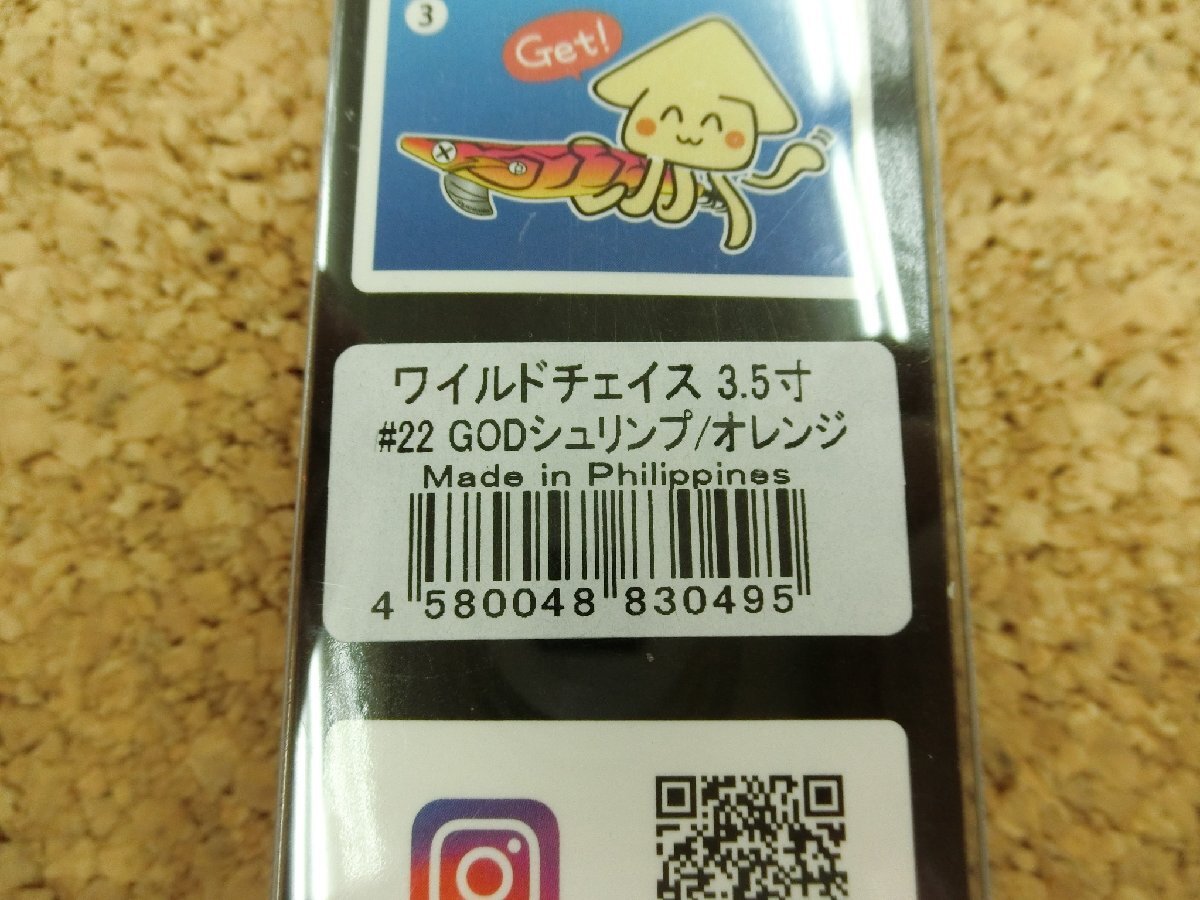 3
Get!
ワイルドチェイス 3.5寸
#22 GODシュリンプ/オレンジ
Made in Philippines
4 580048 830495